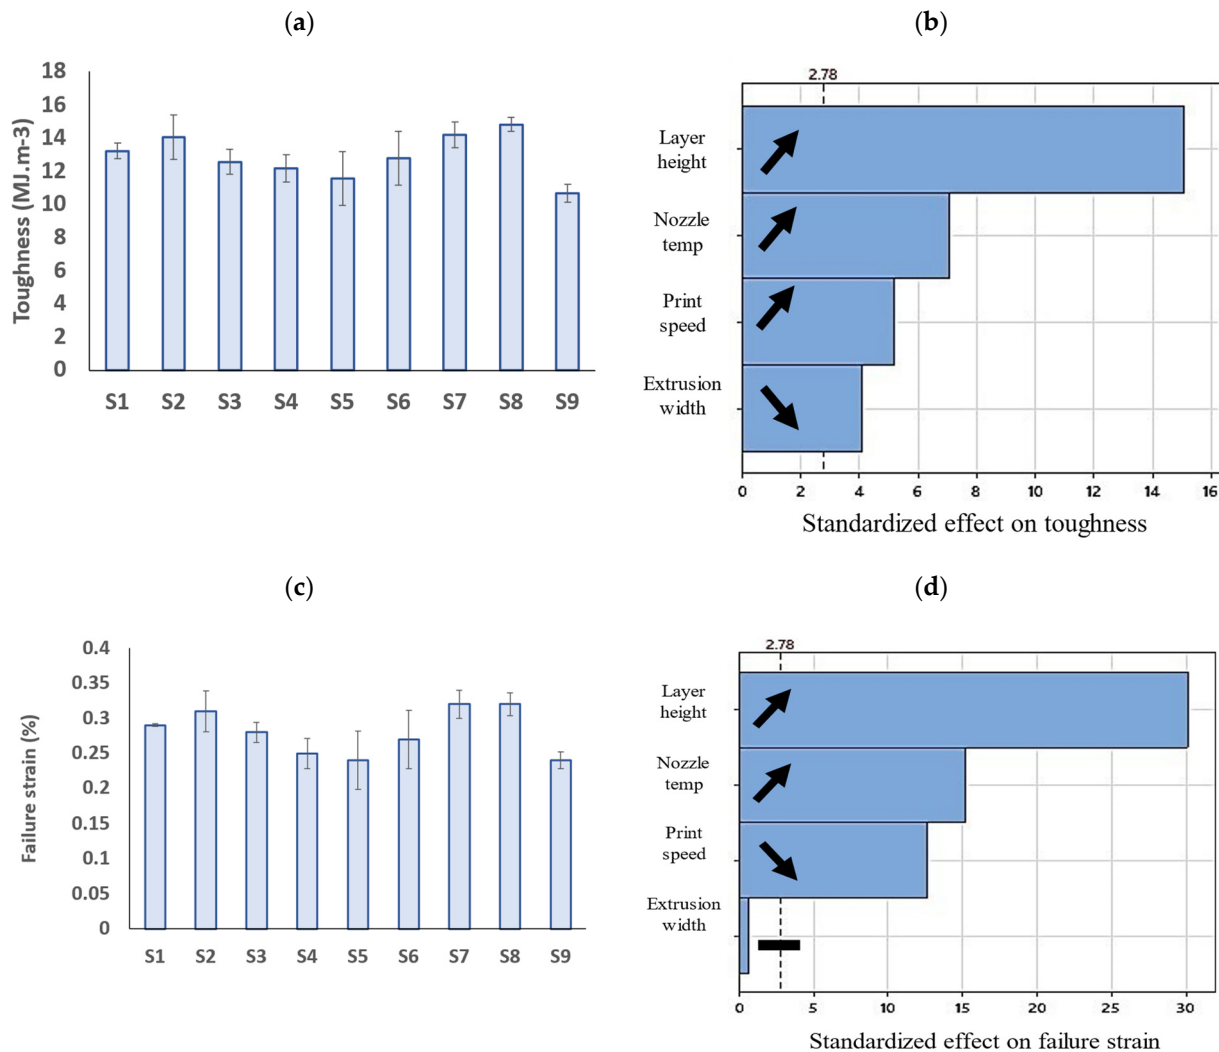 (a)
18
16
14
12
10
8
6
4
2
0
Toughness (MJ.m-3)
S1 S2 S3 S4 S5 S6 S7 S8 S9
(b)
2.78
Layer
height
Nozzle
temp
Print
speed
Extrusion
width
0 2 4 6 8 10 12 14 16
Standardized effect on toughness
(c)
0.4
0.35
0.3
0.25
0.2
0.15
0.1
0.05
0
Failure strain (%)
S1 S2 S3 S4 S5 S6 S7 S8 S9
(d)
2.78
Layer
height
Nozzle
temp
Print
speed
Extrusion
width
0 5 10 15 20 25 30
Standardized effect on failure strain